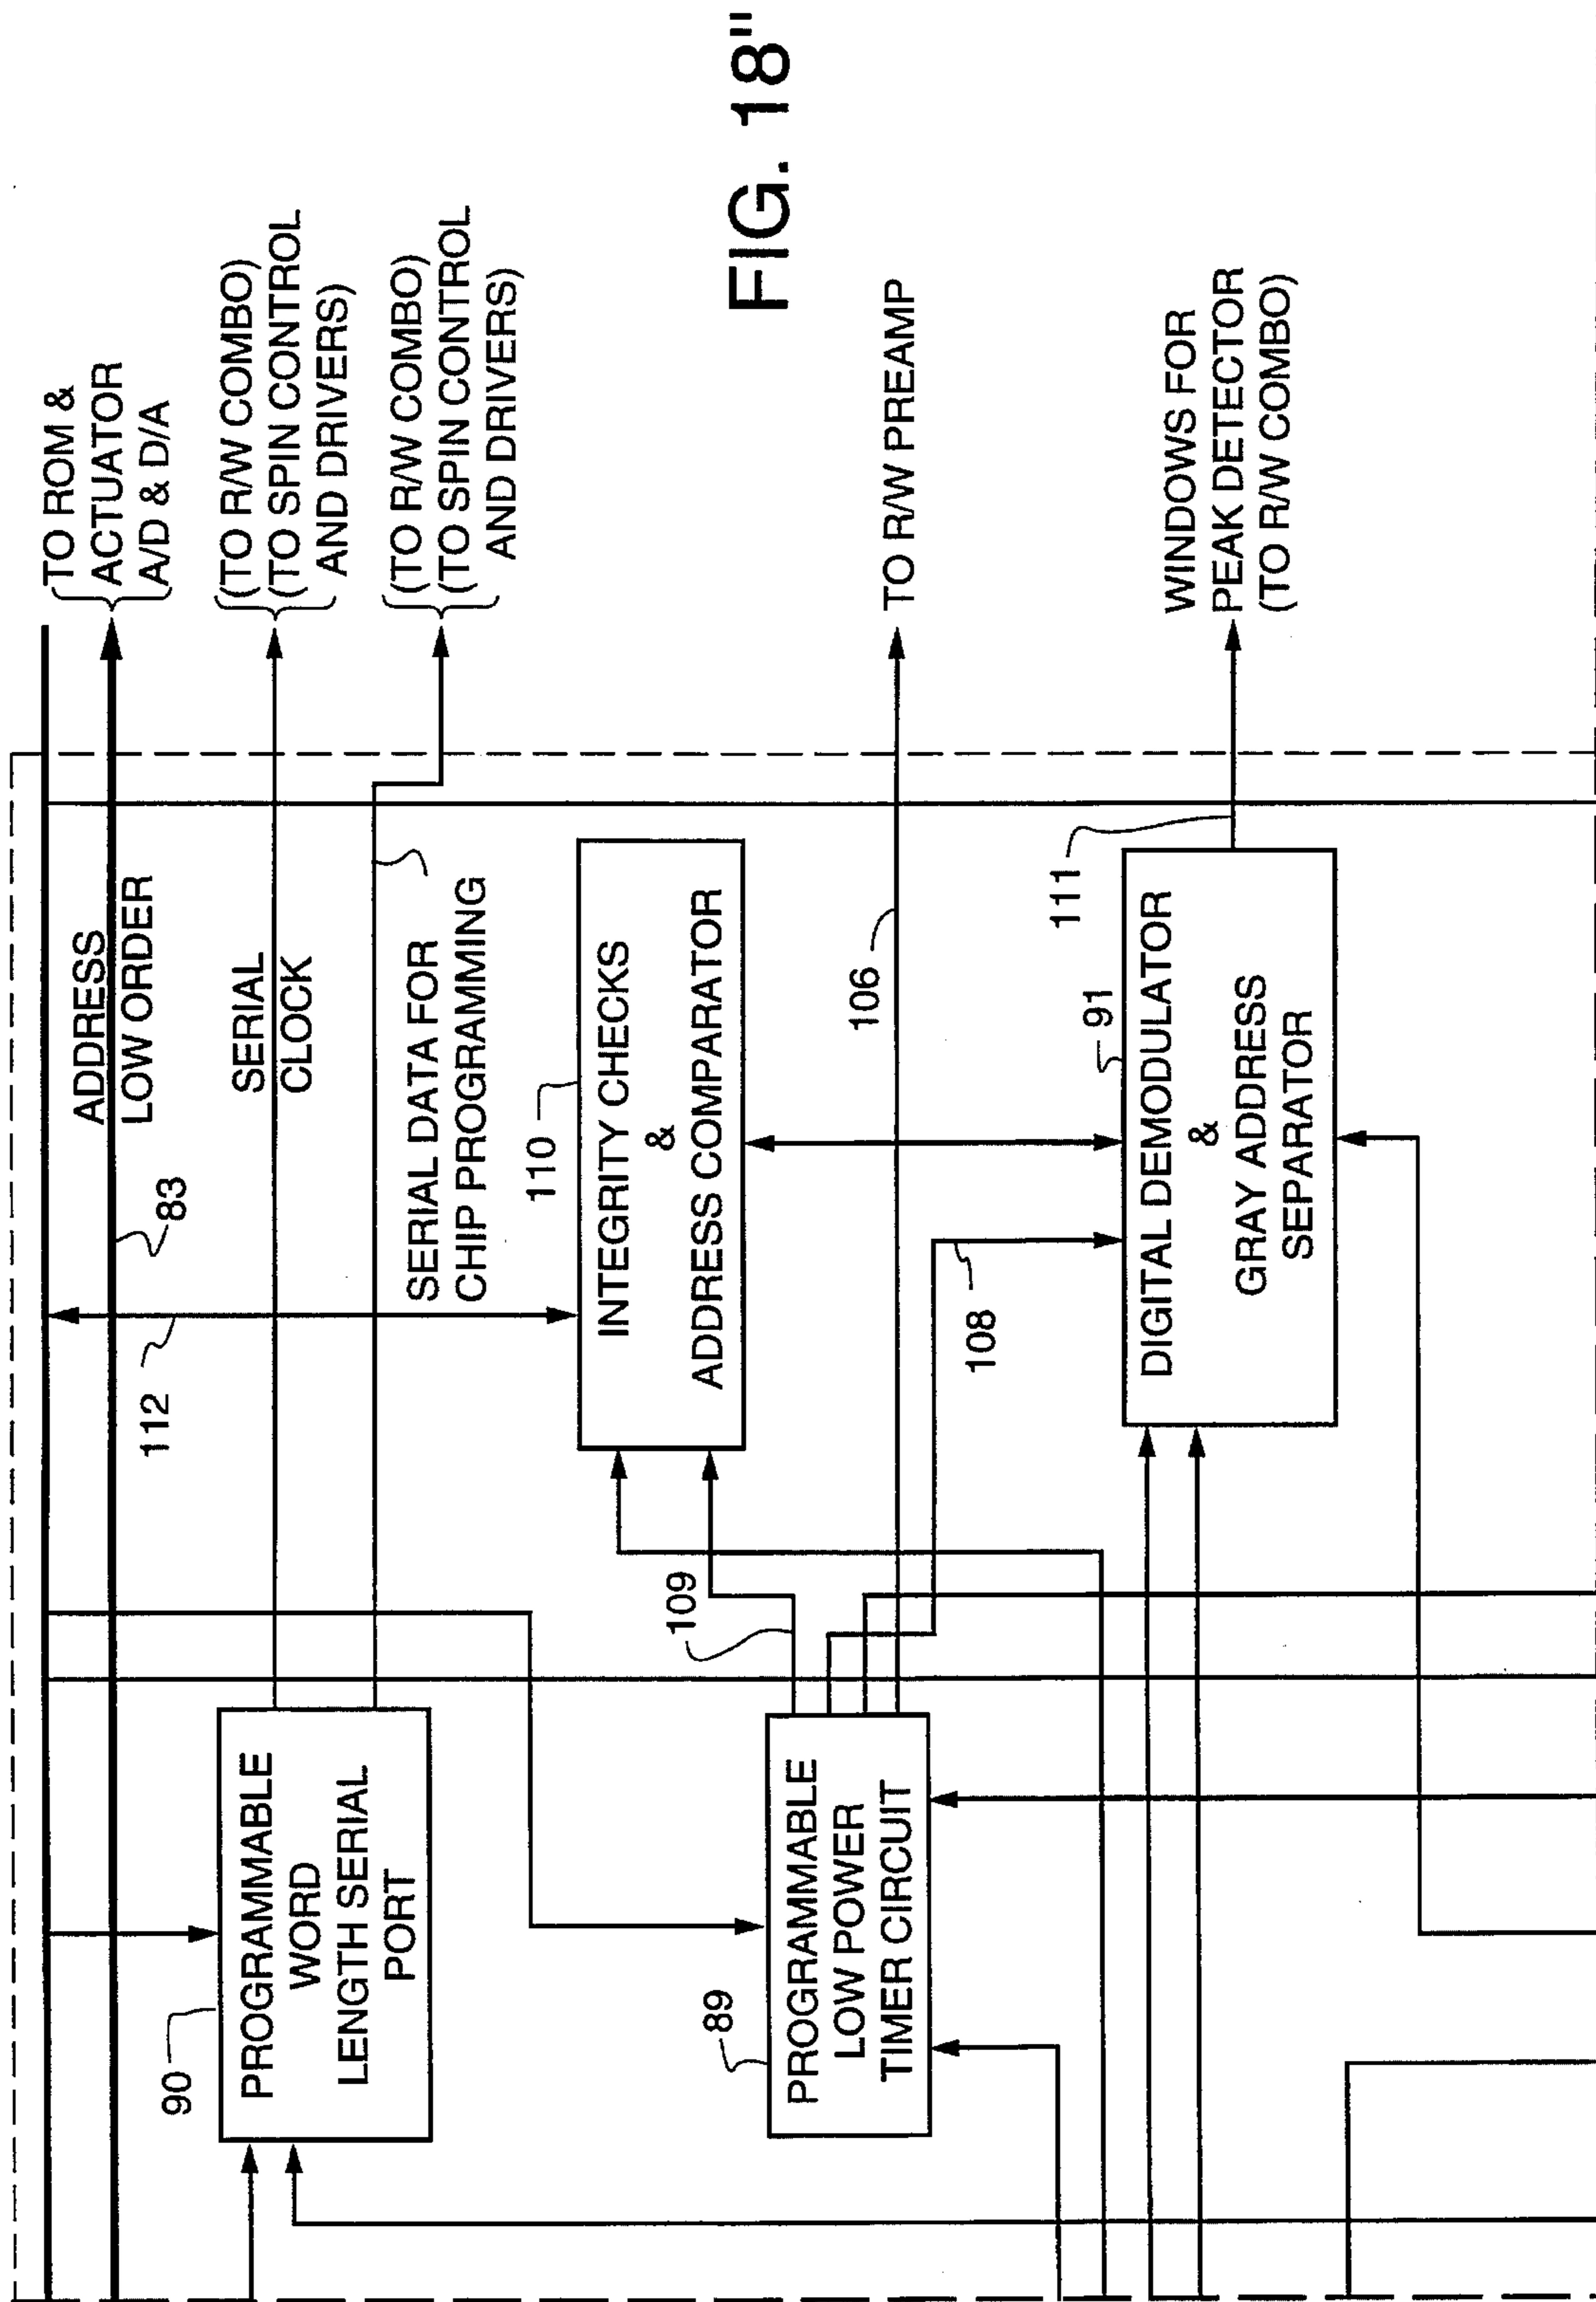 TO ROM &
ACTUATOR
A/D & D/A
(TO R/W COMBO)
(TO SPIN CONTROL
AND DRIVERS)
(TO R/W COMBO)
(TO SPIN CONTROL
AND DRIVERS)
FIG. 18"
TO R/W PREAMP
WINDOWS FOR
PEAK DETECTOR
(TO R/W COMBO)
ADDRESS
LOW ORDER
83
112
SERIAL
CLOCK
SERIAL DATA FOR
CHIP PROGRAMMING
110
INTEGRITY CHECKS
&
ADDRESS COMPARATOR
106
108
109
111
91
DIGITAL DEMODULATOR
&
GRAY ADDRESS
SEPARATOR
90
PROGRAMMABLE
WORD
LENGTH SERIAL
PORT
89
PROGRAMMABLE
LOW POWER
TIMER CIRCUIT